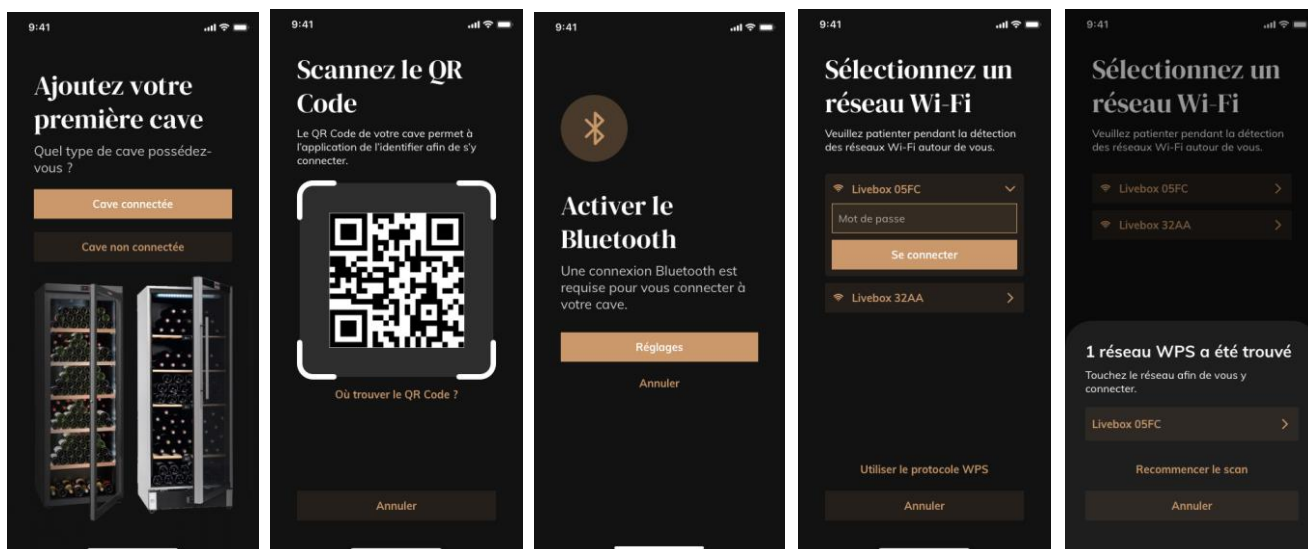 9:41
Ajoutez votre
première cave
Quel type de cave possédez-
vous ?
Cave connectée
Cave non connectée
9:41
Scannez le QR
Code
Le QR Code de votre cave permet à
l'application de l'identifier afin de s'y
connecter.
Où trouver le QR Code ?
Annuler
9:41
Activer le
Bluetooth
Une connexion Bluetooth est
requise pour vous connecter à
votre cave.
Réglages
Annuler
9:41
Sélectionnez un
réseau Wi-Fi
Veuillez patienter pendant la détection
des réseaux Wi-Fi autour de vous.
Livebox 05FC
Mot de passe
Se connecter
Livebox 32AA
Utiliser le protocole WPS
Annuler
9:41
Sélectionnez un
réseau Wi-Fi
Veuillez patienter pendant la détection
des réseaux Wi-Fi autour de vous.
Livebox 05FC
Livebox 32AA
1 réseau WPS a été trouvé
Touchez le réseau afin de vous y
connecter.
Livebox 05FC
Recommencer le scan
Annuler